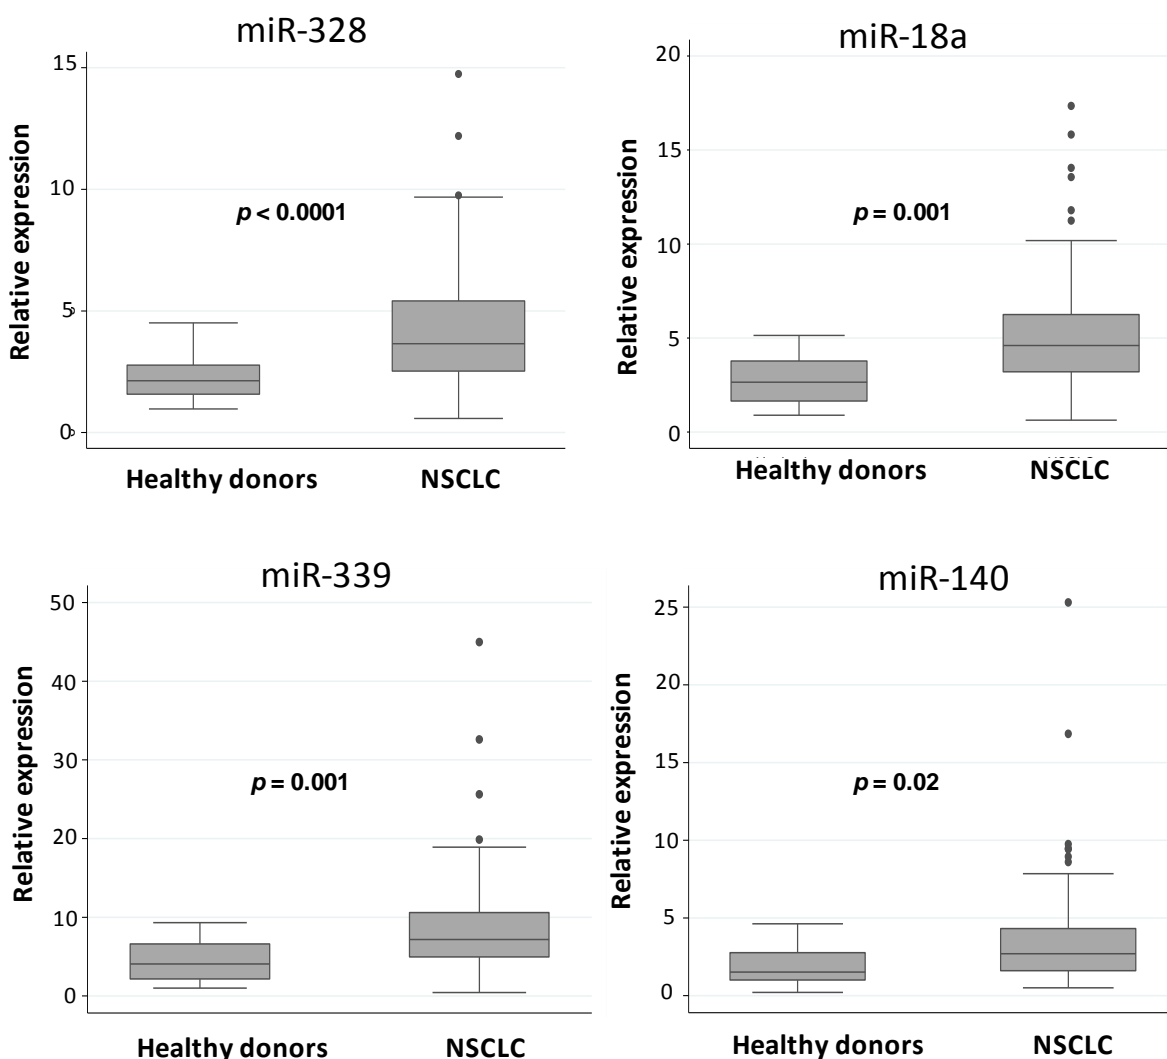 miR-328
Relative expression
15
10
5
0
p < 0.0001
Healthy donors
NSCLC
miR-18a
Relative expression
20
15
10
5
0
p = 0.001
Healthy donors
NSCLC
miR-339
Relative expression
50
40
30
20
10
0
p = 0.001
Healthy donors
NSCLC
miR-140
Relative expression
25
20
15
10
5
0
p = 0.02
Healthy donors
NSCLC